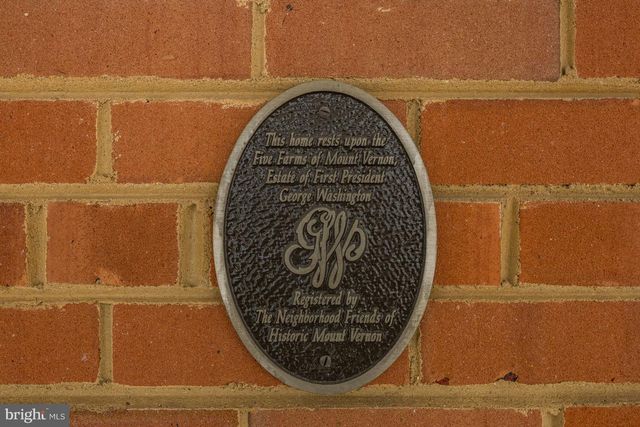 This home rests upon the
Five Farms of Mount Vernon,
Estate of First President
George Washington
GW
Registered by
The Neighborhood Friends of
Historic Mount Vernon
bright MLS